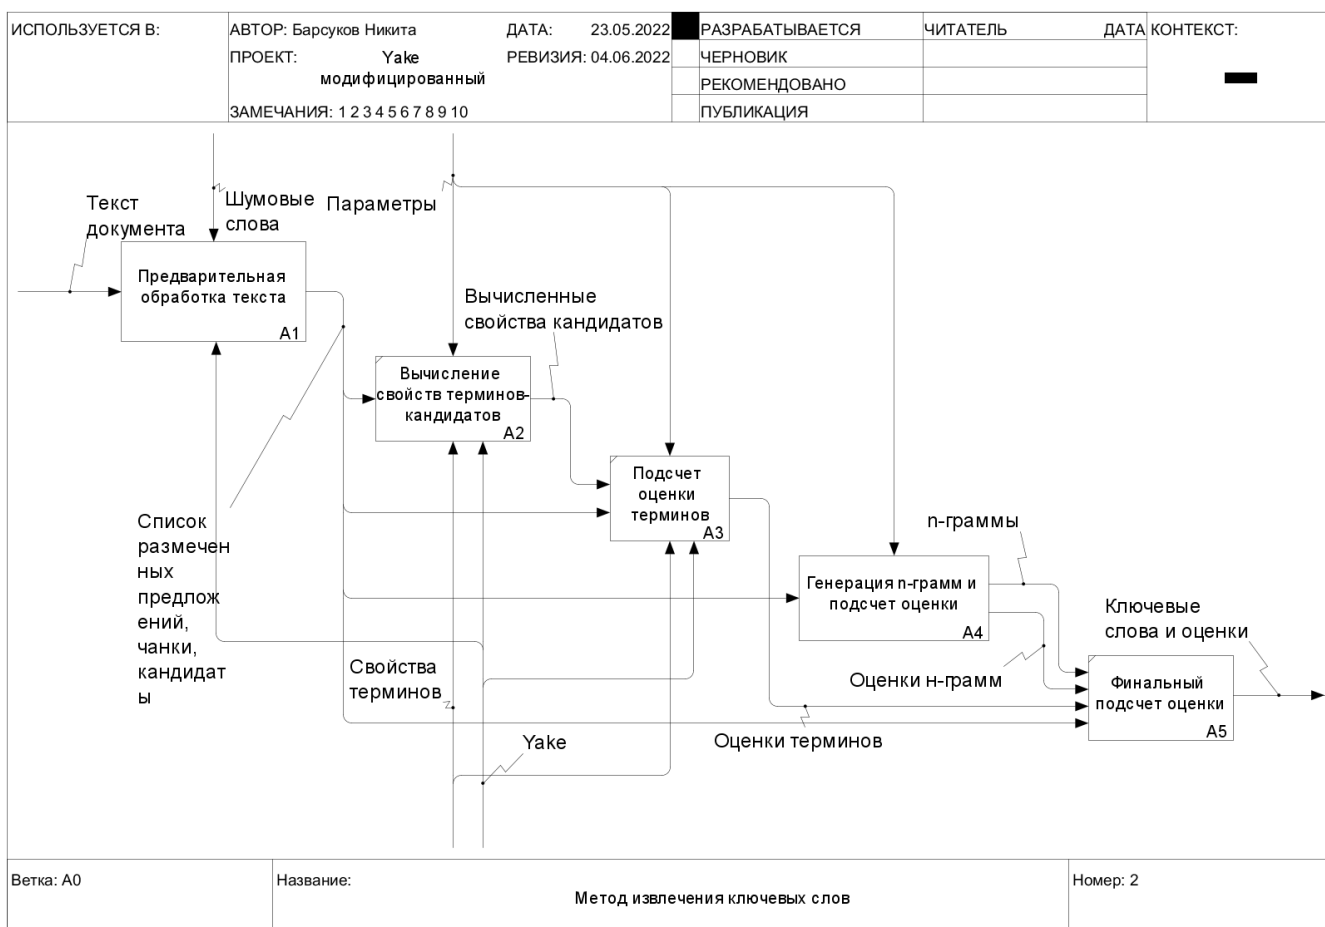 ИСПОЛЬЗУЕТСЯ В:
АВТОР: Барсуков Никита
ДАТА: 23.05.2022
ПРОЕКТ: Yake
модифицированный
РЕВИЗИЯ: 04.06.2022
ЗАМЕЧАНИЯ: 1 2 3 4 5 6 7 8 9 10
РАЗРАБАТЫВАЕТСЯ
ЧЕРНОВИК
РЕКОМЕНДОВАНО
ПУБЛИКАЦИЯ
ЧИТАТЕЛЬ
ДАТА
КОНТЕКСТ:
Текст
документа
Шумовые
слова
Параметры
Предварительная
обработка текста
A1
Вычисленные
свойства кандидатов
Вычисление
свойств терминов-
кандидатов
A2
Подсчет
оценки
терминов
A3
Список
размечен
ных
предлож
ений,
чанки,
кандидат
ы
n-граммы
Генерация n-грамм и
подсчет оценки
A4
Ключевые
слова и оценки
Свойства
терминов
Оценки н-грамм
Финальный
подсчет оценки
A5
Yake
Оценки терминов
Ветка: A0
Название:
Метод извлечения ключевых слов
Номер: 2